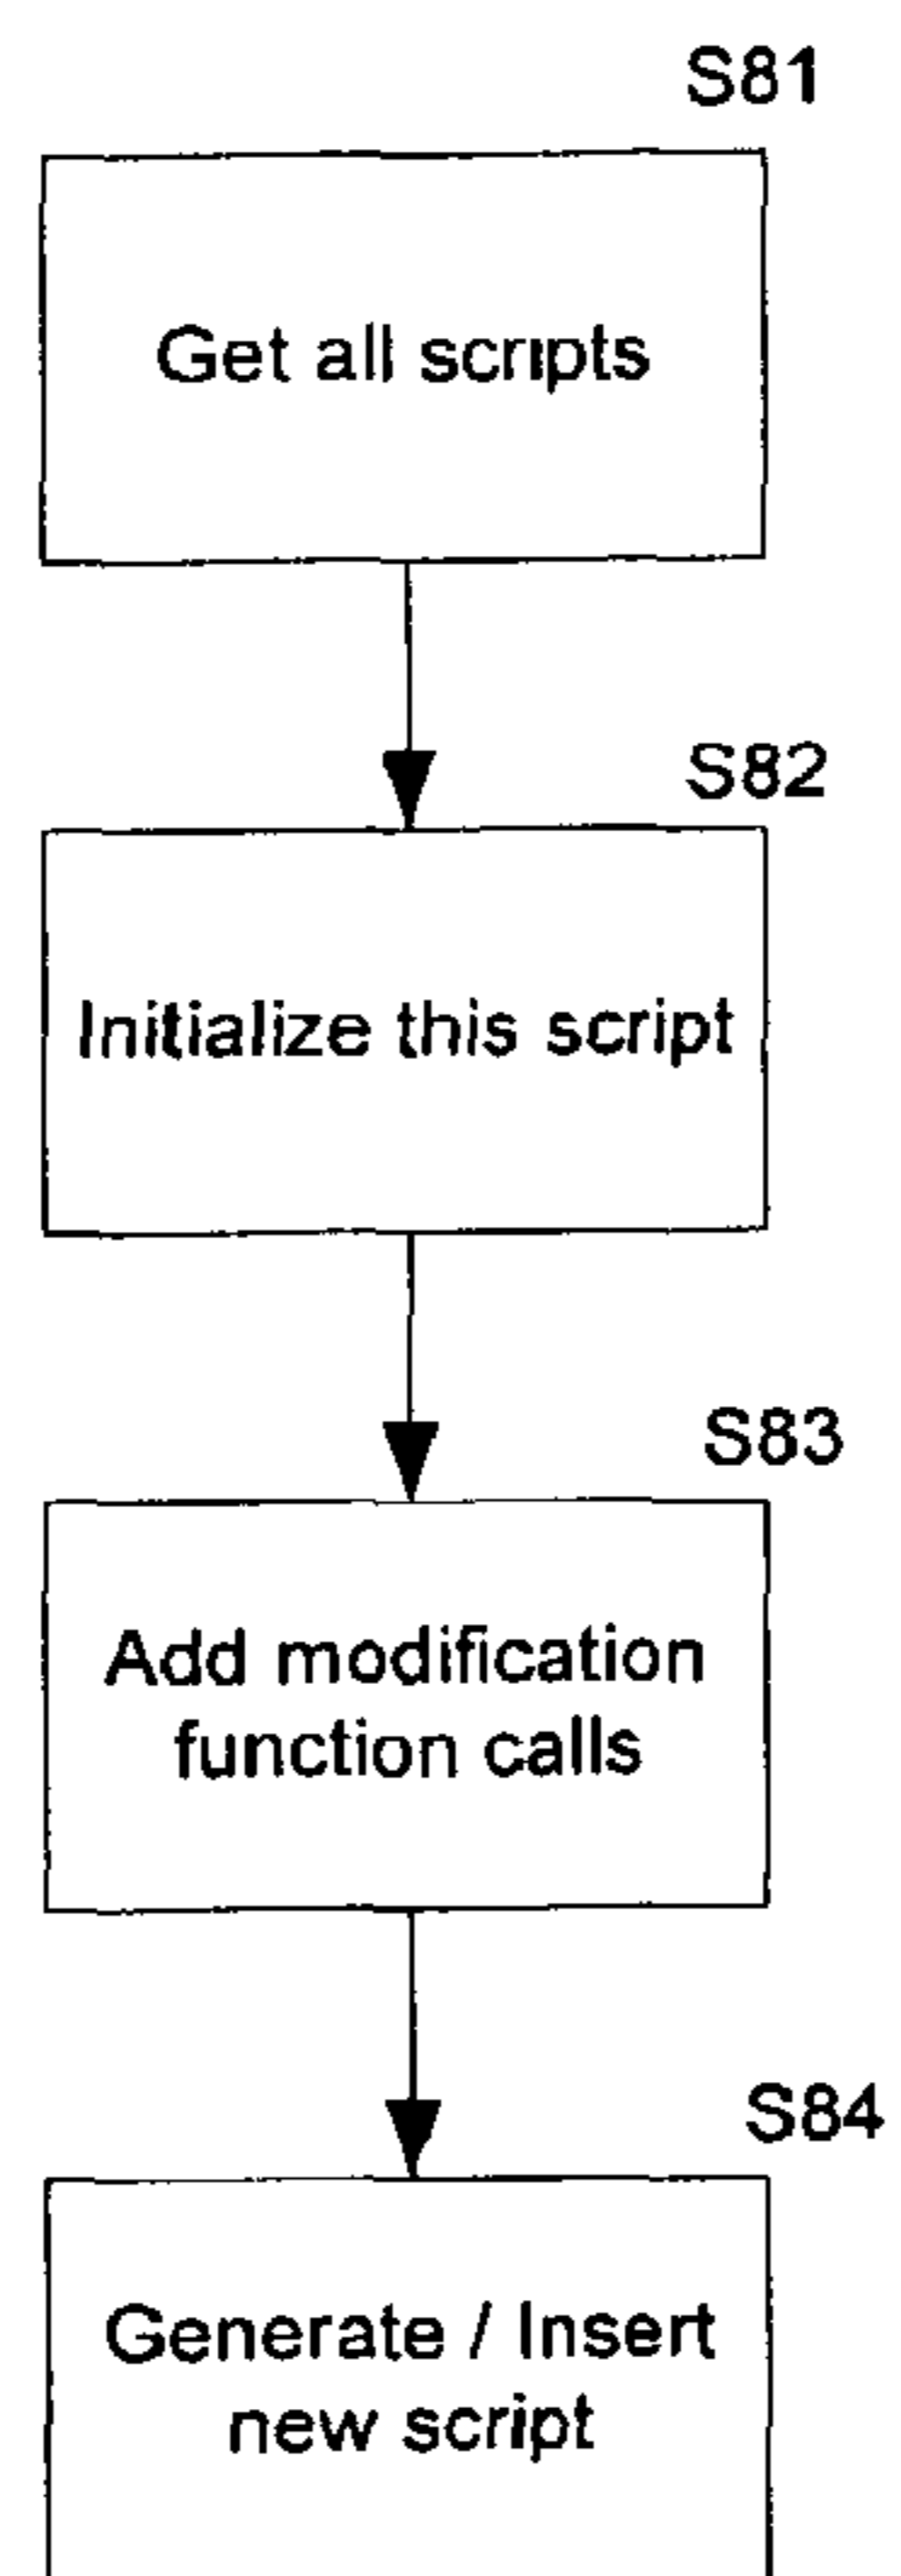 S81
Get all scripts
S82
Initialize this script
S83
Add modification
function calls
S84
Generate / Insert
new script